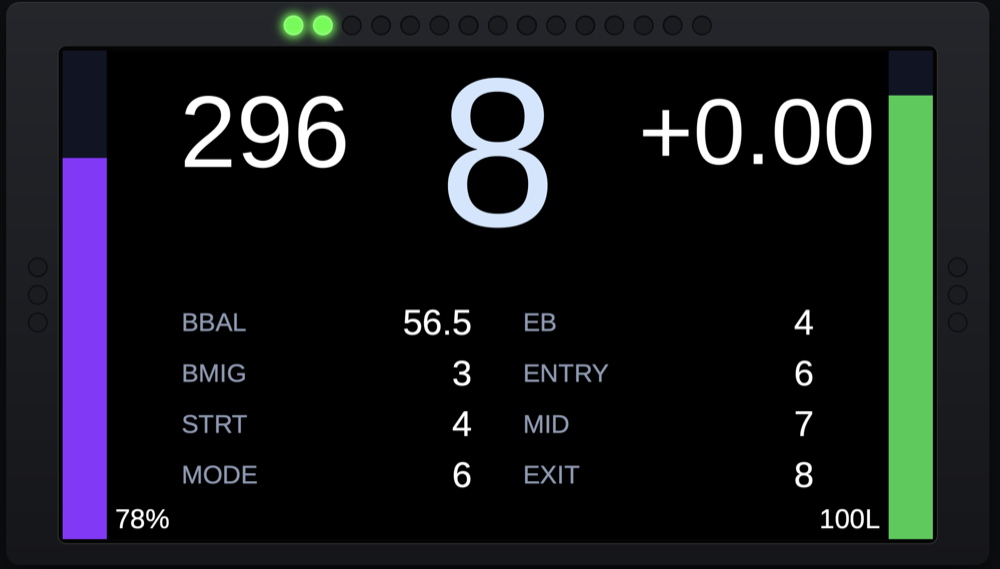 296 8 +0.00
BBAL 56.5 EB 4
BMIG 3 ENTRY 6
STRT 4 MID 7
MODE 6 EXIT 8
78% 100L